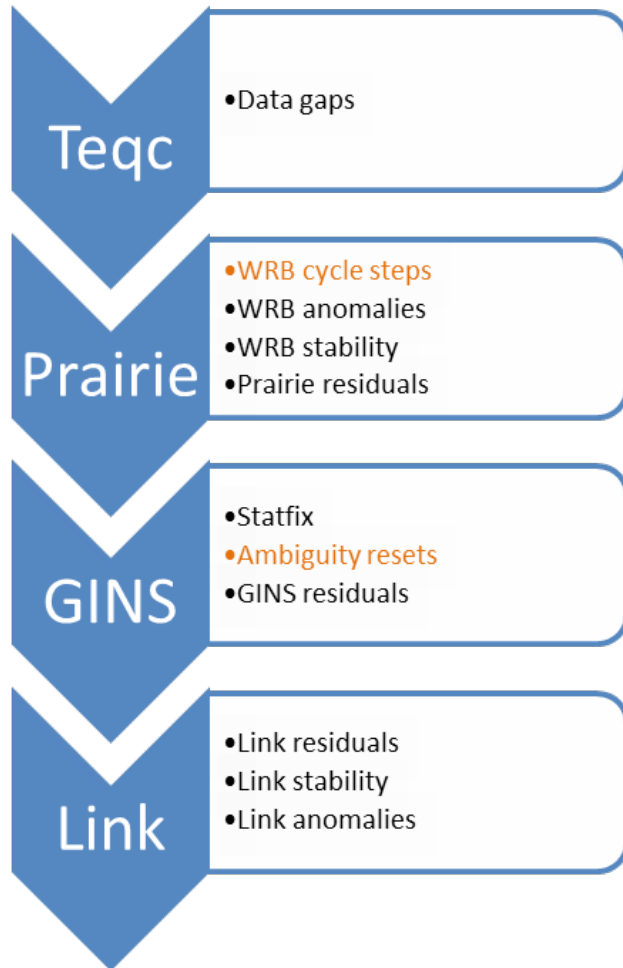 Teqc
•Data gaps
Prairie
•WRB cycle steps
•WRB anomalies
•WRB stability
•Prairie residuals
GINS
•Statfix
•Ambiguity resets
•GINS residuals
Link
•Link residuals
•Link stability
•Link anomalies